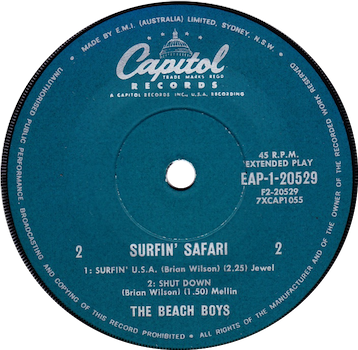 MADE BY E.M.I. (AUSTRALIA) LIMITED, SYDNEY, N.S.W.
UNAUTHORISED PUBLIC PERFORMANCE, BROADCASTING AND COPYING OF THIS RECORD PROHIBITED • ALL RIGHTS OF THE MANUFACTURER AND OF THE OWNER OF THE RECORDED WORK RESERVED
Capitol
TRADE MARKS REGD
RECORDS
A CAPITOL RECORDS INC., U.S.A. RECORDING
45 R.P.M.
EXTENDED PLAY
EAP-1-20529
F2-20529
7XCAP1055
2 SURFIN' SAFARI 2
1: SURFIN' U.S.A. (Brian Wilson) (2.25) Jewel
2: SHUT DOWN
(Brian Wilson) (1.50) Mellin
THE BEACH BOYS